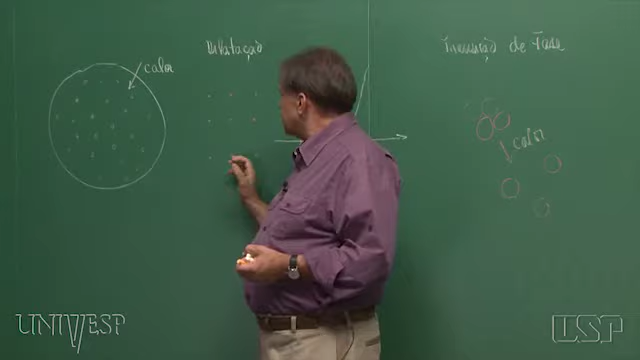 Dilatação
calor
Transição de Fase
calor
UNIVESP
USP